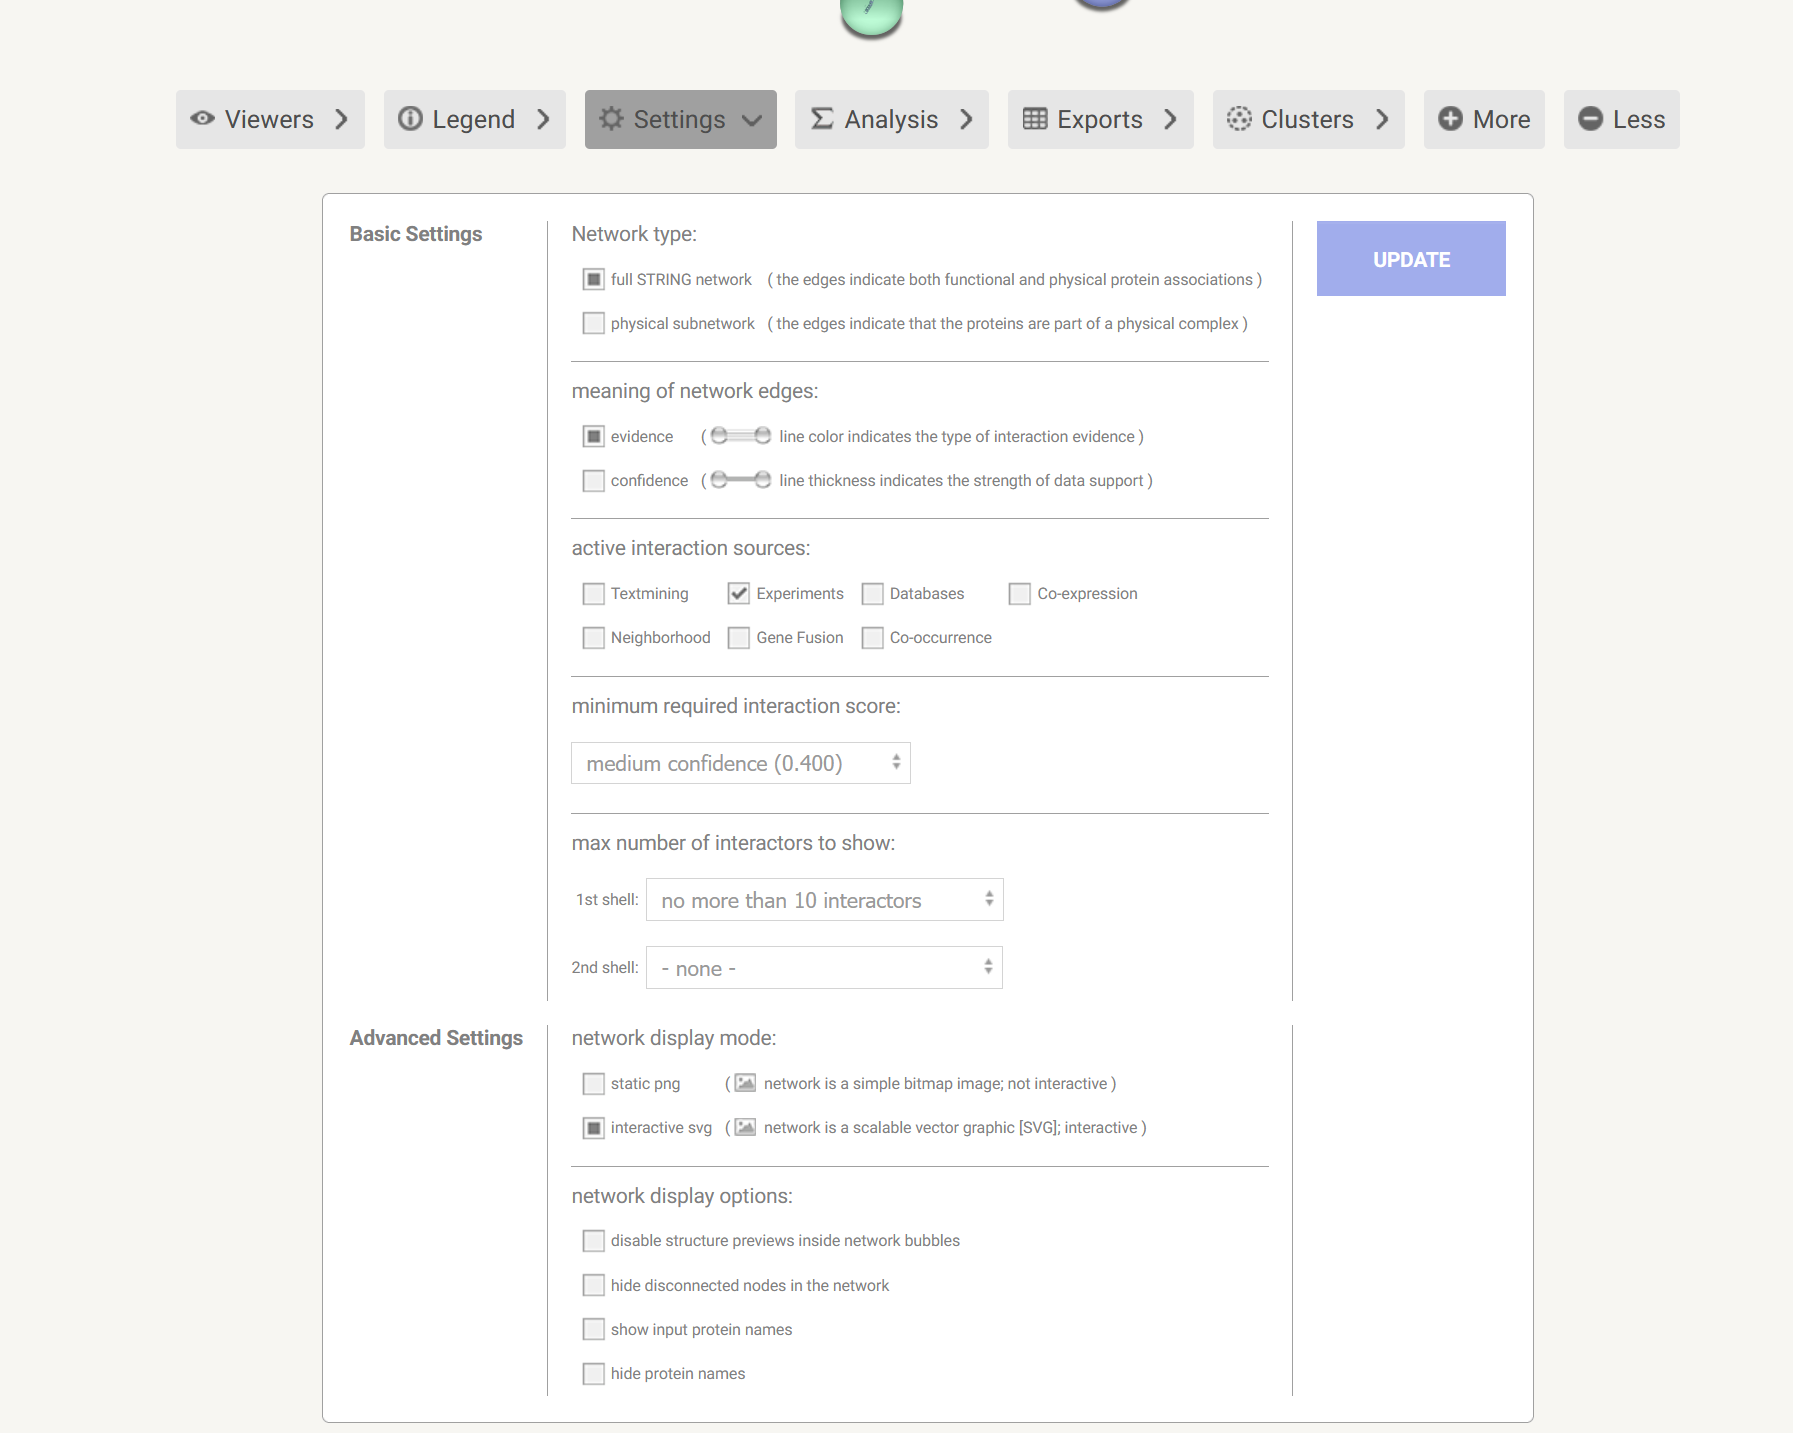 Viewers Legend Settings Analysis Exports Clusters More Less
Basic Settings
Network type:
UPDATE
full STRING network ( the edges indicate both functional and physical protein associations )
physical subnetwork ( the edges indicate that the proteins are part of a physical complex )
meaning of network edges:
evidence ( line color indicates the type of interaction evidence )
confidence ( line thickness indicates the strength of data support )
active interaction sources:
Textmining Experiments Databases Co-expression
Neighborhood Gene Fusion Co-occurrence
minimum required interaction score:
medium confidence (0.400)
max number of interactors to show:
1st shell: no more than 10 interactors
2nd shell: - none -
Advanced Settings
network display mode:
static png ( network is a simple bitmap image; not interactive )
interactive svg ( network is a scalable vector graphic [SVG]; interactive )
network display options:
disable structure previews inside network bubbles
hide disconnected nodes in the network
show input protein names
hide protein names